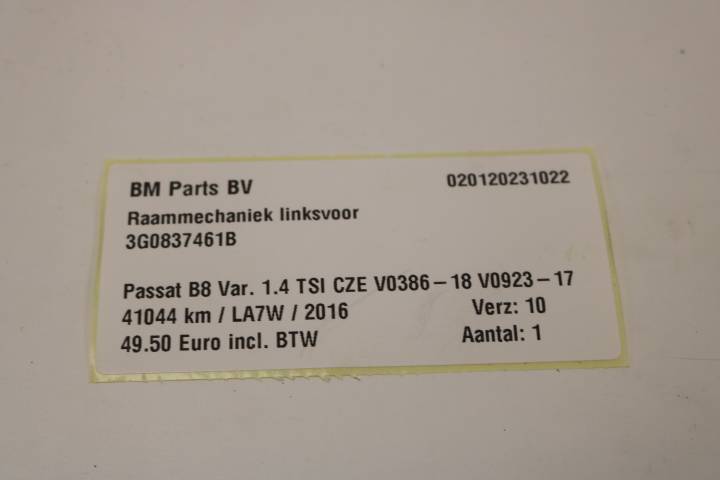 BM Parts BV 020120231022
Raammechaniek linksvoor
3G0837461B
Passat B8 Var. 1.4 TSI CZE V0386-18 V0923-17
41044 km / LA7W / 2016 Verz: 10
49.50 Euro incl. BTW Aantal: 1